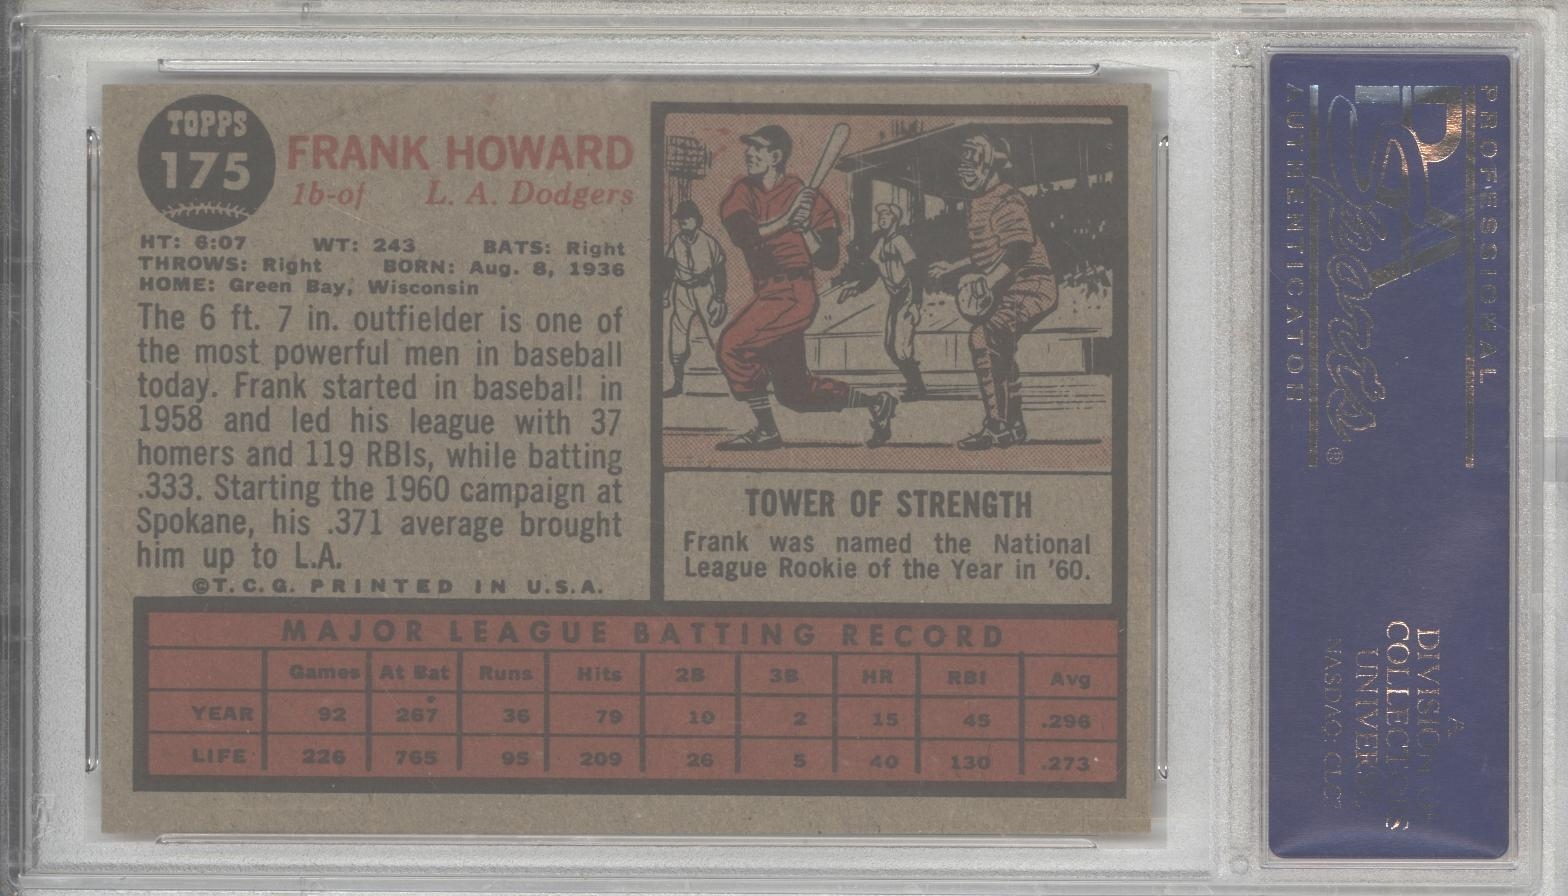 TOPPS
175
FRANK HOWARD
1b-of L. A. Dodgers
HT: 6:07 WT: 243 BATS: Right
THROWS: Right BORN: Aug. 8, 1936
HOME: Green Bay, Wisconsin
The 6 ft. 7 in. outfielder is one of
the most powerful men in baseball
today. Frank started in baseball! in
1958 and led his league with 37
homers and 119 RBIs, while batting
.333. Starting the 1960 campaign at
Spokane, his .371 average brought
him up to L.A.
©T.C.G. PRINTED IN U.S.A.
TOWER OF STRENGTH
Frank was named the National
League Rookie of the Year in '60.
MAJOR LEAGUE BATTING RECORD
Games At Bat Runs Hits 2B 3B HR RBI Avg
YEAR 92 267 36 79 10 2 15 45 .296
LIFE 226 765 95 209 26 5 40 130 .273
PROFESSIONAL
PSA
Sports
®
AUTHENTICATOR
A
DIVISION OF
COLLECTORS
UNIVERSE
NASDAQ: CLCT